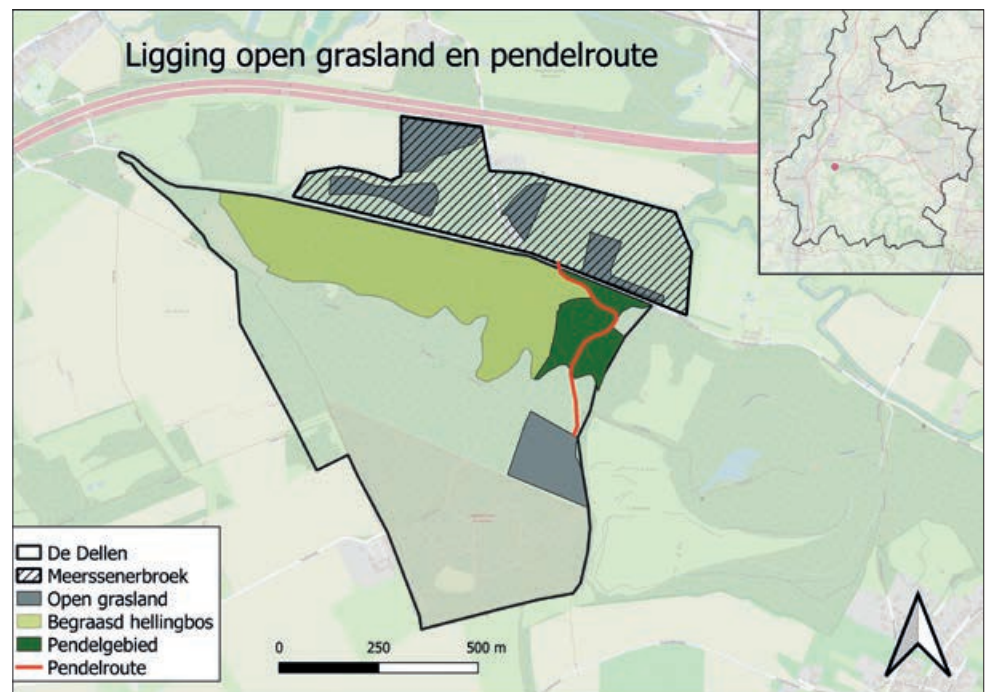 Ligging open grasland en pendelroute
De Dellen
Meerssenerbroek
Open grasland
Begraasd hellingbos
Pendelgebied
Pendelroute
0 250 500 m